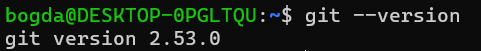 bogda@DESKTOP-0PGLTQU:~$ git --version
git version 2.53.0